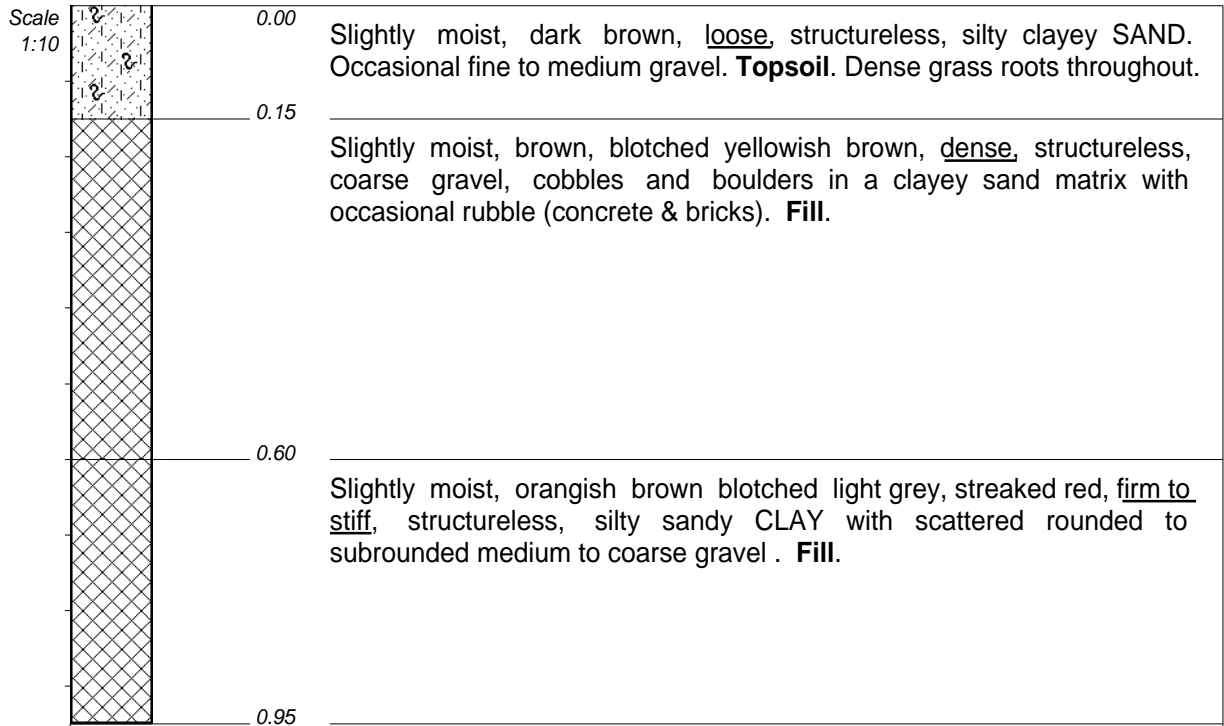 Scale
1:10
0.00
Slightly moist, dark brown, loose, structureless, silty clayey SAND.
Occasional fine to medium gravel. Topsoil. Dense grass roots throughout.
0.15
Slightly moist, brown, blotched yellowish brown, dense, structureless,
coarse gravel, cobbles and boulders in a clayey sand matrix with
occasional rubble (concrete & bricks). Fill.
0.60
Slightly moist, orangish brown blotched light grey, streaked red, firm to
stiff, structureless, silty sandy CLAY with scattered rounded to
subrounded medium to coarse gravel . Fill.
0.95